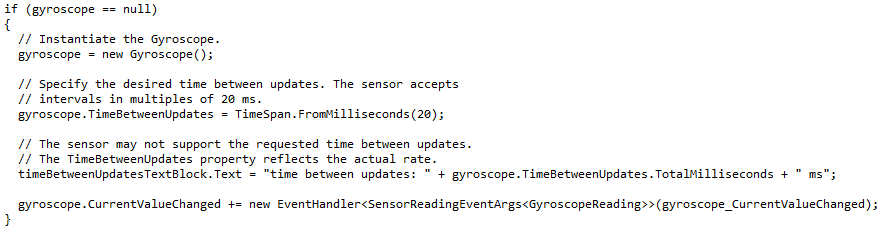 if (gyroscope == null)
{
  // Instantiate the Gyroscope.
  gyroscope = new Gyroscope();

  // Specify the desired time between updates. The sensor accepts
  // intervals in multiples of 20 ms.
  gyroscope.TimeBetweenUpdates = TimeSpan.FromMilliseconds(20);

  // The sensor may not support the requested time between updates.
  // The TimeBetweenUpdates property reflects the actual rate.
  timeBetweenUpdatesTextBlock.Text = "time between updates: " + gyroscope.TimeBetweenUpdates.TotalMilliseconds + " ms";

  gyroscope.CurrentValueChanged += new EventHandler<SensorReadingEventArgs<GyroscopeReading>>(gyroscope_CurrentValueChanged);
}